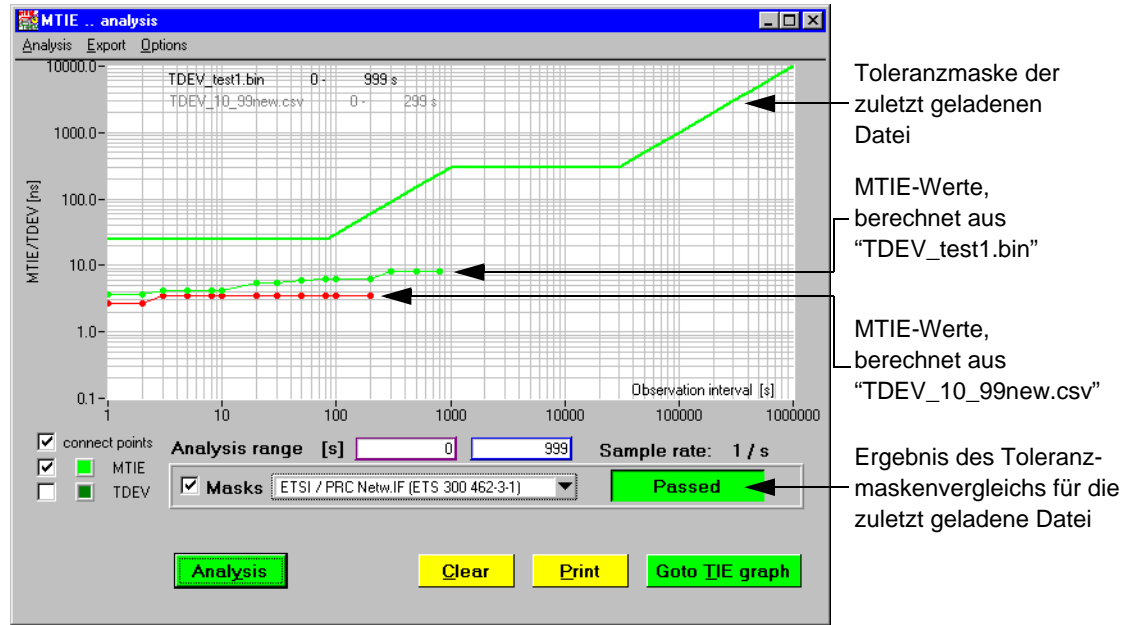 MTIE .. analysis
Analysis Export Options
10000.0-
TDEV_test1.bin 0 - 999 s
TDEV_10_99new.csv 0 - 299 s
1000.0-
100.0-
10.0-
1.0-
0.1-
MTIE/TDEV [ns]
Observation interval [s]
1 10 100 1000 10000 100000 1000000
connect points
MTIE
TDEV
Analysis range [s] 0 999 Sample rate: 1 / s
Masks ETSI / PRC Netw.IF (ETS 300 462-3-1) Passed
Analysis Clear Print Goto TIE graph
Toleranzmaske der
zuletzt geladenen
Datei
MTIE-Werte,
berechnet aus
“TDEV_test1.bin”
MTIE-Werte,
berechnet aus
“TDEV_10_99new.csv”
Ergebnis des Toleranz-
maskenvergleichs für die
zuletzt geladene Datei